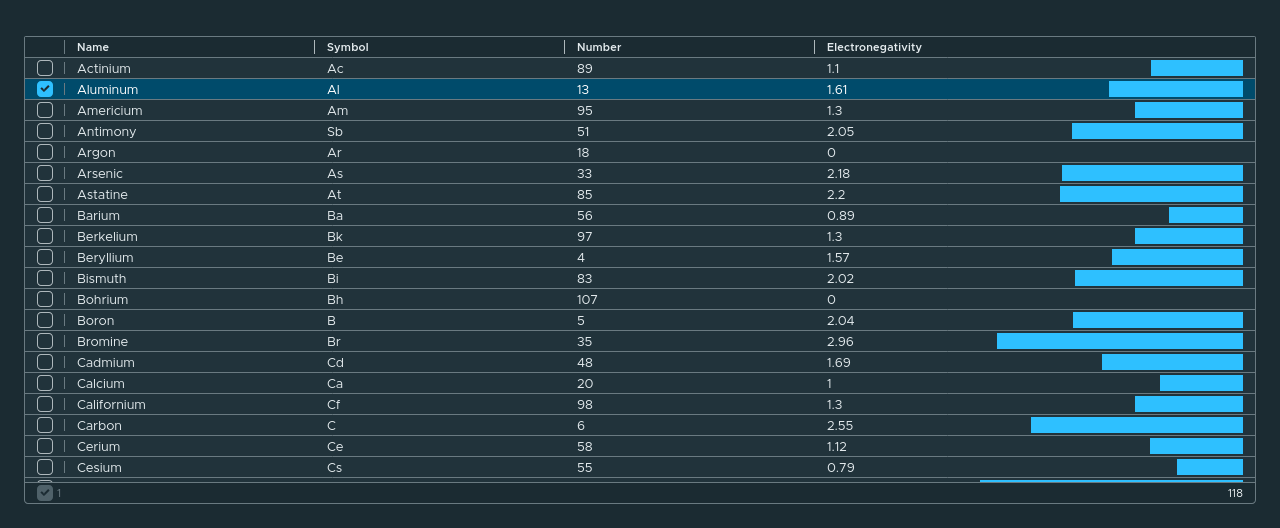 Name Symbol Number Electronegativity
Actinium Ac 89 1.1
Aluminum Al 13 1.61
Americium Am 95 1.3
Antimony Sb 51 2.05
Argon Ar 18 0
Arsenic As 33 2.18
Astatine At 85 2.2
Barium Ba 56 0.89
Berkelium Bk 97 1.3
Beryllium Be 4 1.57
Bismuth Bi 83 2.02
Bohrium Bh 107 0
Boron B 5 2.04
Bromine Br 35 2.96
Cadmium Cd 48 1.69
Calcium Ca 20 1
Californium Cf 98 1.3
Carbon C 6 2.55
Cerium Ce 58 1.12
Cesium Cs 55 0.79
1 118